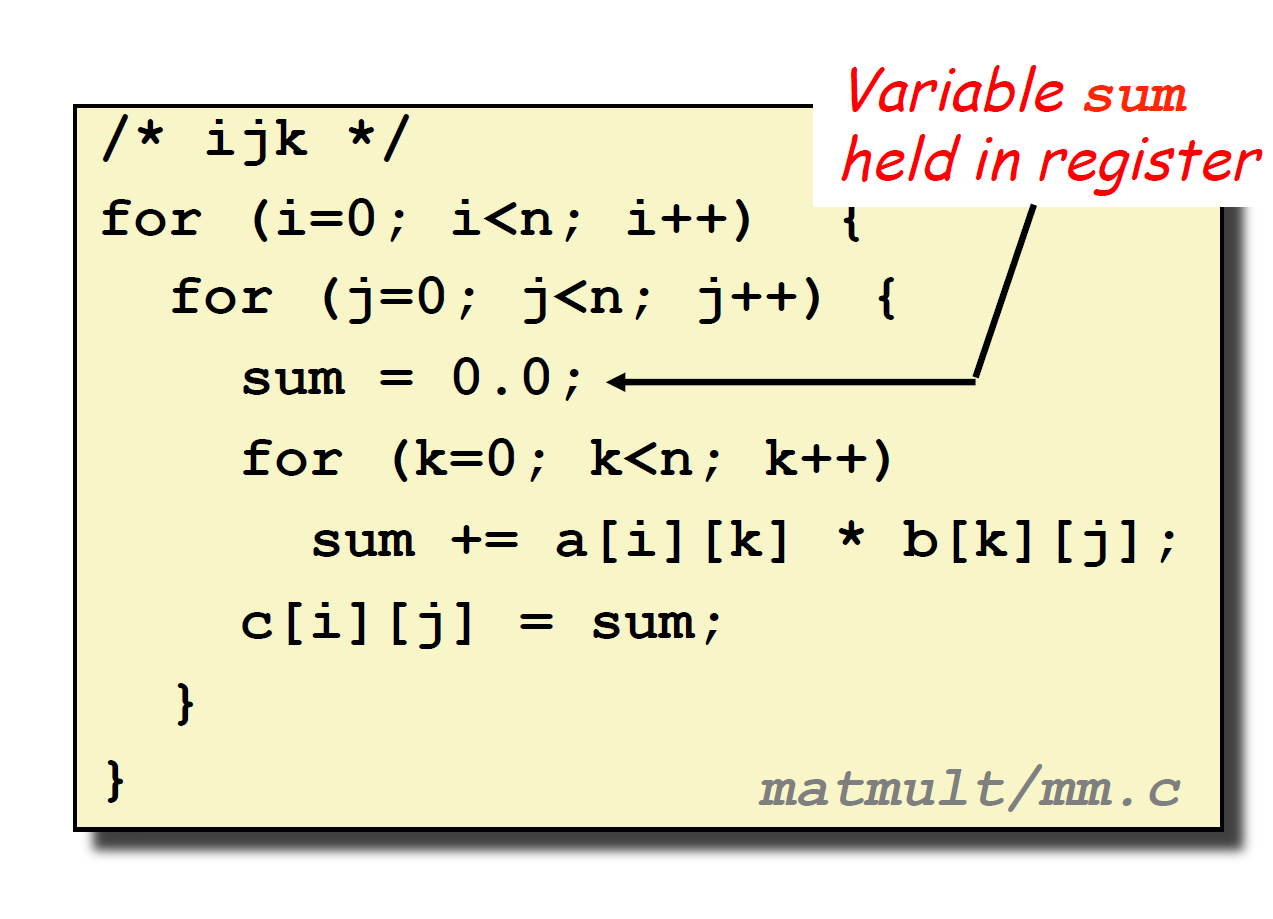 Variable sum
held in register
/* ijk */
for (i=0; i<n; i++)  {
  for (j=0; j<n; j++) {
    sum = 0.0;
    for (k=0; k<n; k++)
      sum += a[i][k] * b[k][j];
    c[i][j] = sum;
  }
}
matmult/mm.c